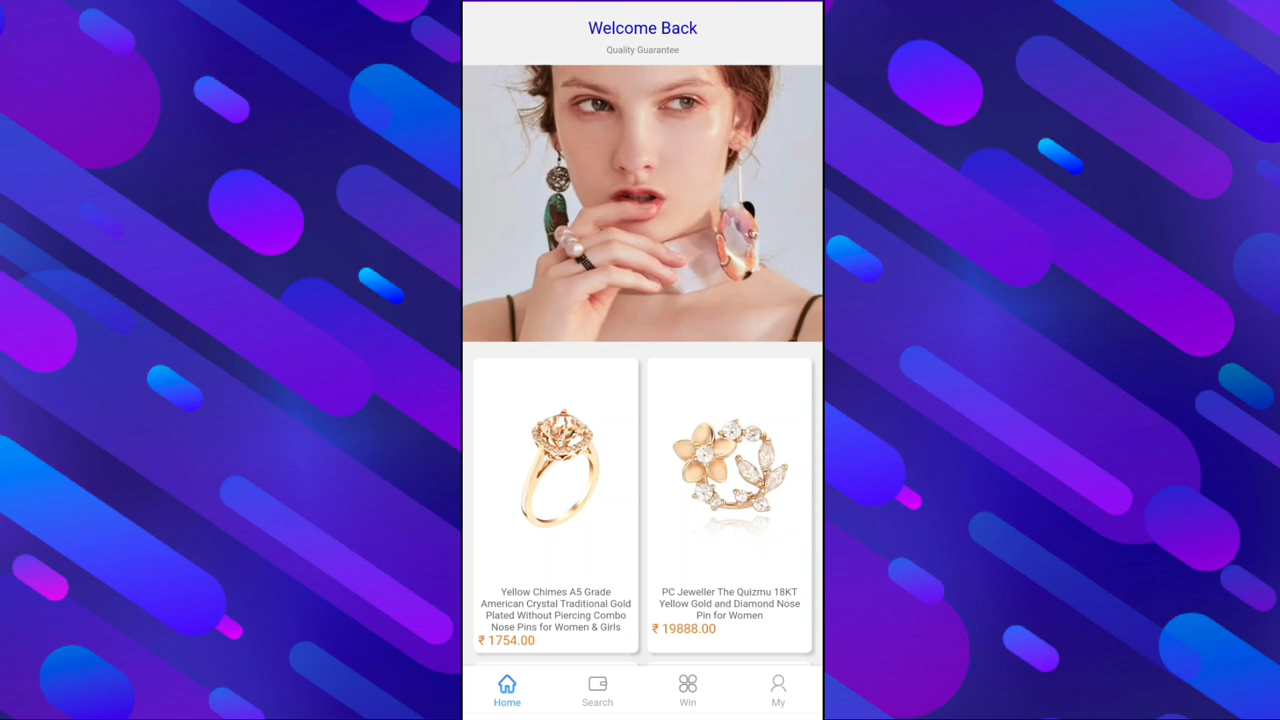 Welcome Back
Quality Guarantee
Yellow Chimes A5 Grade
American Crystal Traditional Gold
Plated Without Piercing Combo
Nose Pins for Women & Girls
₹ 1754.00
PC Jeweller The Quizmu 18KT
Yellow Gold and Diamond Nose
Pin for Women
₹ 19888.00
Home
Search
Win
My